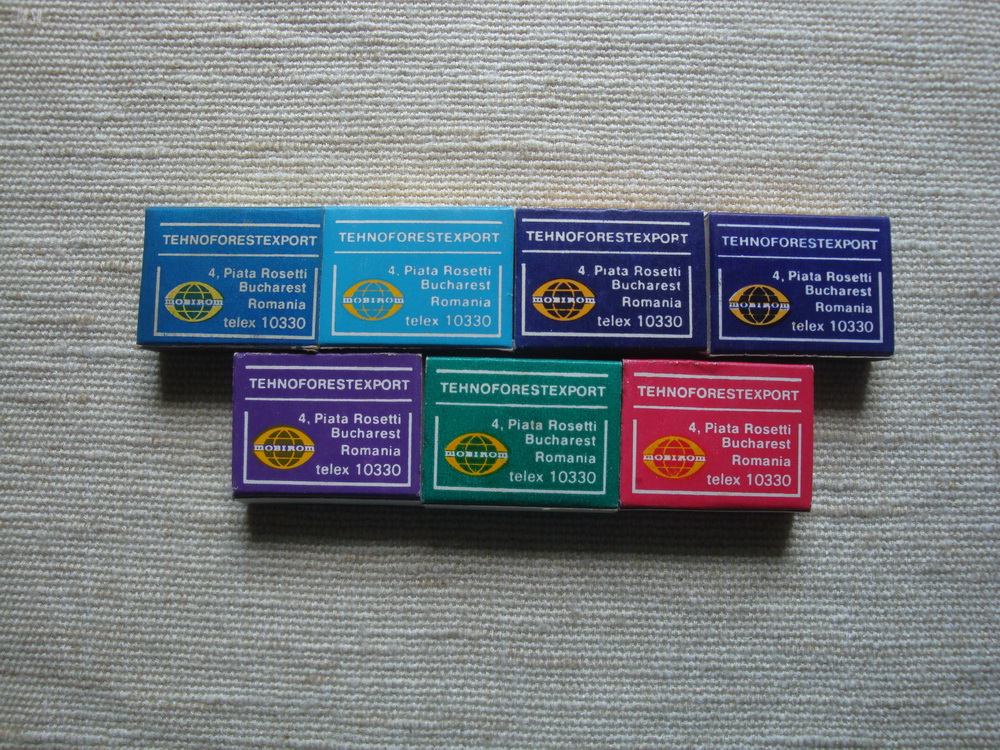 TEHNOFORESTEXPORT
4, Piata Rosetti
Bucharest
Romania
telex 10330
MOBIROM
TEHNOFORESTEXPORT
4, Piata Rosetti
Bucharest
Romania
telex 10330
MOBIROM
TEHNOFORESTEXPORT
4, Piata Rosetti
Bucharest
Romania
telex 10330
MOBIROM
TEHNOFORESTEXPORT
4, Piata Rosetti
Bucharest
Romania
telex 10330
MOBIROM
TEHNOFORESTEXPORT
4, Piata Rosetti
Bucharest
Romania
telex 10330
MOBIROM
TEHNOFORESTEXPORT
4, Piata Rosetti
Bucharest
Romania
telex 10330
MOBIROM
TEHNOFORESTEXPORT
4, Piata Rosetti
Bucharest
Romania
telex 10330
MOBIROM